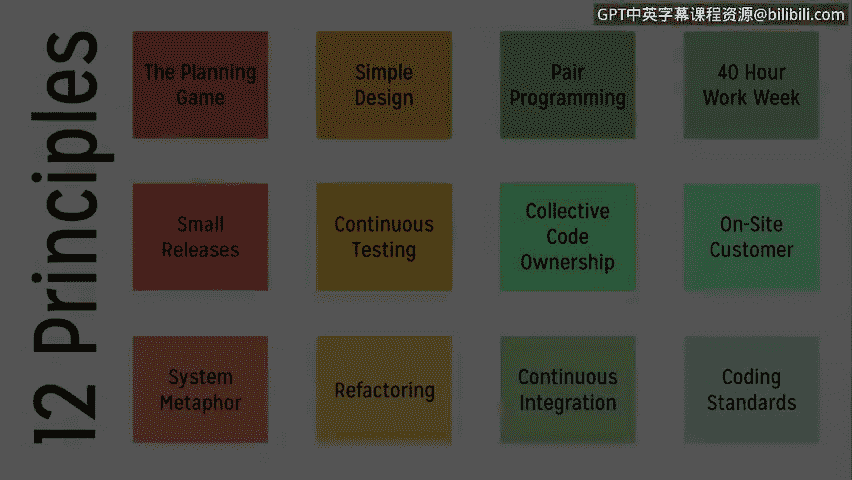 GPT中英字幕课程资源@bilibili.com
12 Principles
The Planning
Game
Simple
Design
Pair
Programming
40 Hour
Work Week
Small
Releases
Continuous
Testing
Collective
Code
Ownership
On-Site
Customer
System
Metaphor
Refactoring
Continuous
Integration
Coding
Standards